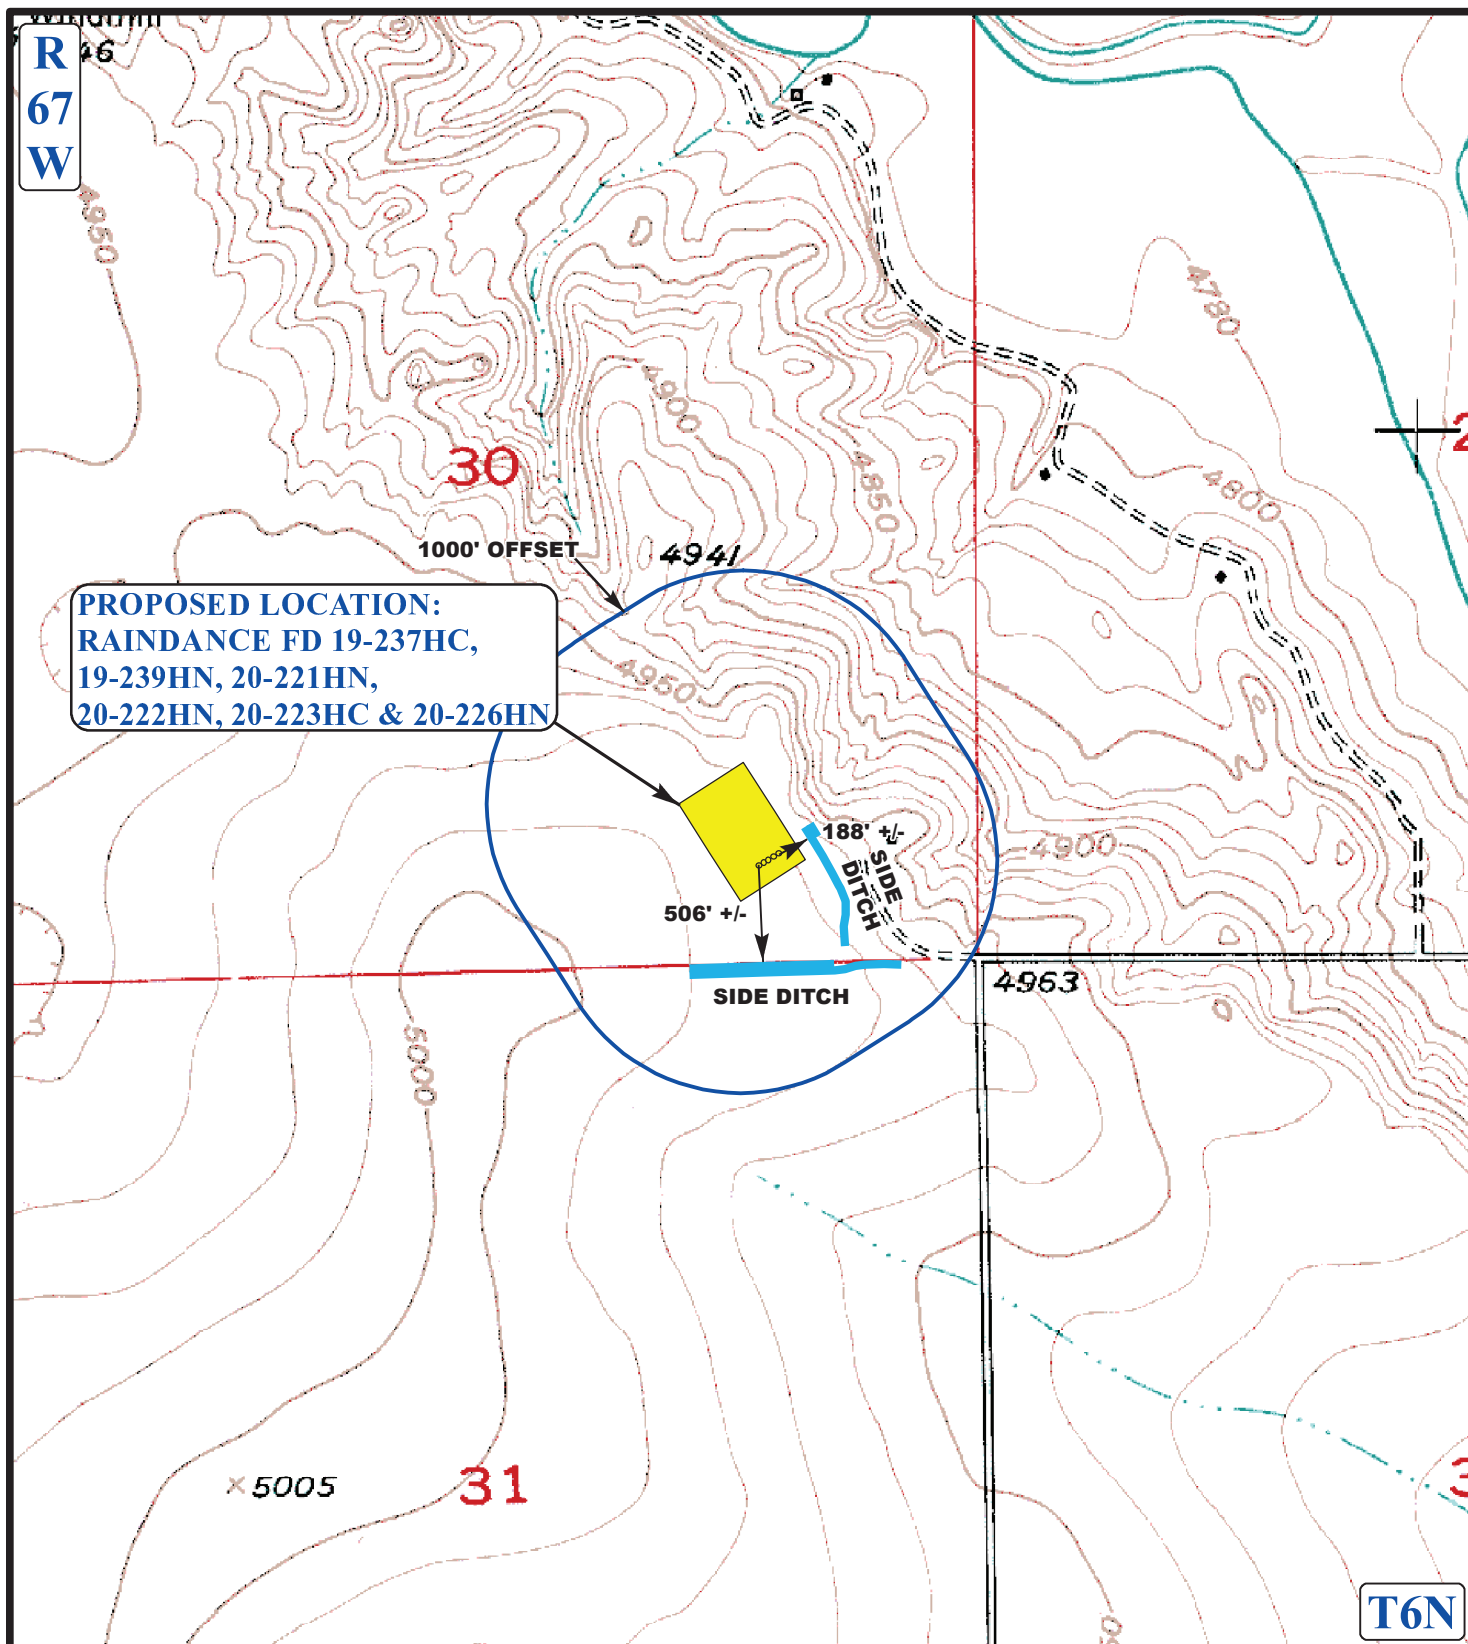 R
67
W
46
4950
4780
4900
4850
30
4800
1000' OFFSET
4941
PROPOSED LOCATION:
RAINDANCE FD 19-237HC,
19-239HN, 20-221HN,
20-222HN, 20-223HC & 20-226HN
4950
188' +/-
SIDE
DITCH
4900
506' +/-
SIDE DITCH
4963
5000
5005
31
T6N